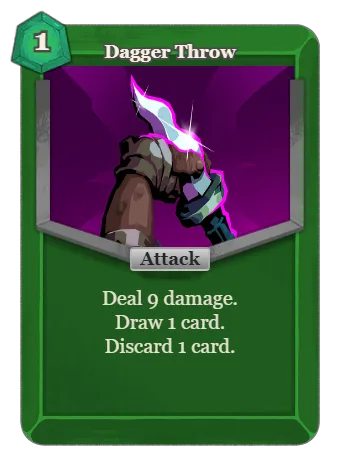 1
Dagger Throw
Attack
Deal 9 damage.
Draw 1 card.
Discard 1 card.